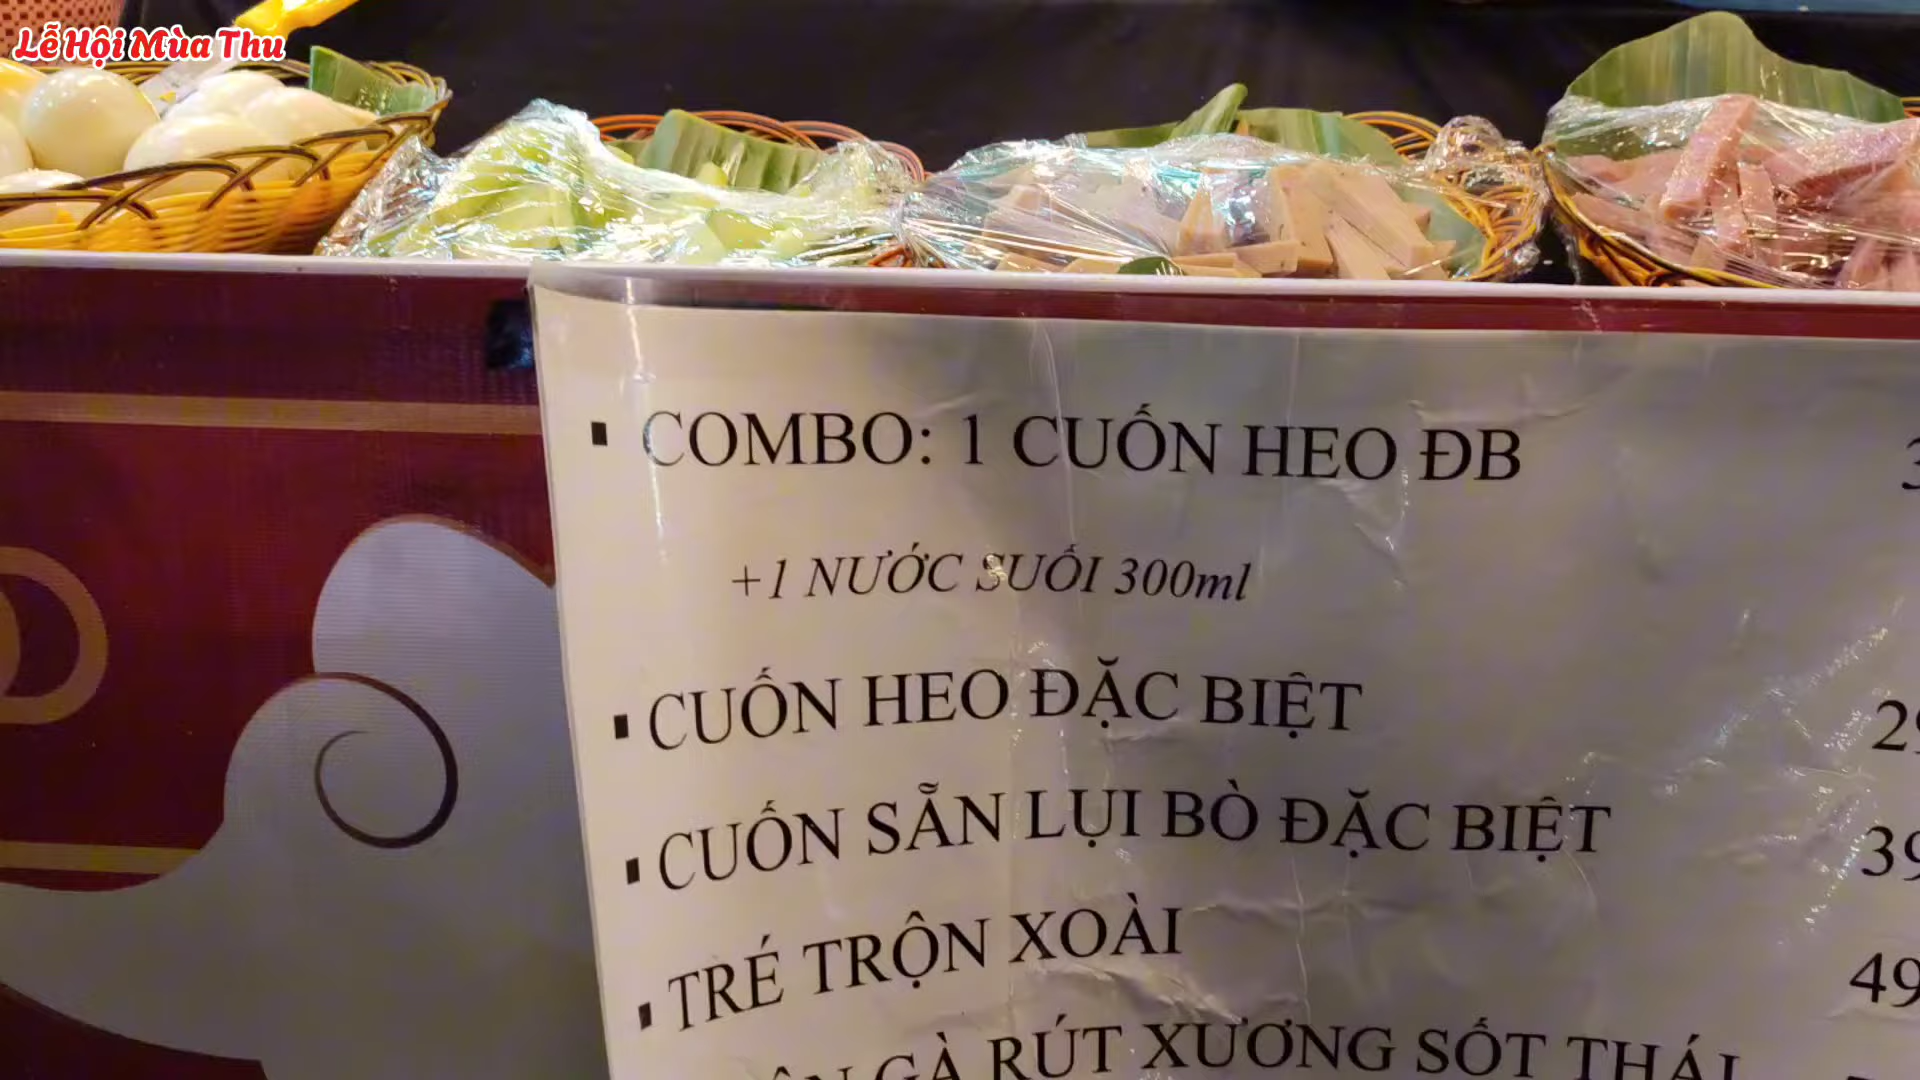 Lễ Hội Mùa Thu
▪ COMBO: 1 CUỐN HEO ĐB
+1 NƯỚC SUỐI 300ml
▪ CUỐN HEO ĐẶC BIỆT
▪ CUỐN SẴN LỤI BÒ ĐẶC BIỆT
▪ TRÉ TRỘN XOÀI
GÀ RÚT XƯƠNG SỐT THÁI